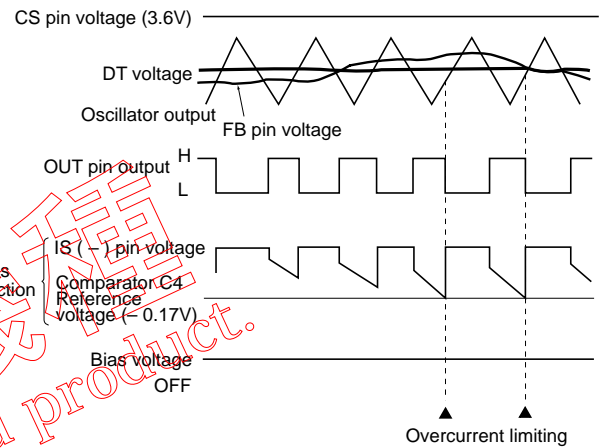 CS pin voltage (3.6V)
DT voltage
Oscillator output
FB pin voltage
OUT pin output
H
L
IS ( – ) pin voltage
Comparator C4
Reference
voltage (– 0.17V)
Bias voltage
OFF
Overcurrent limiting
product.